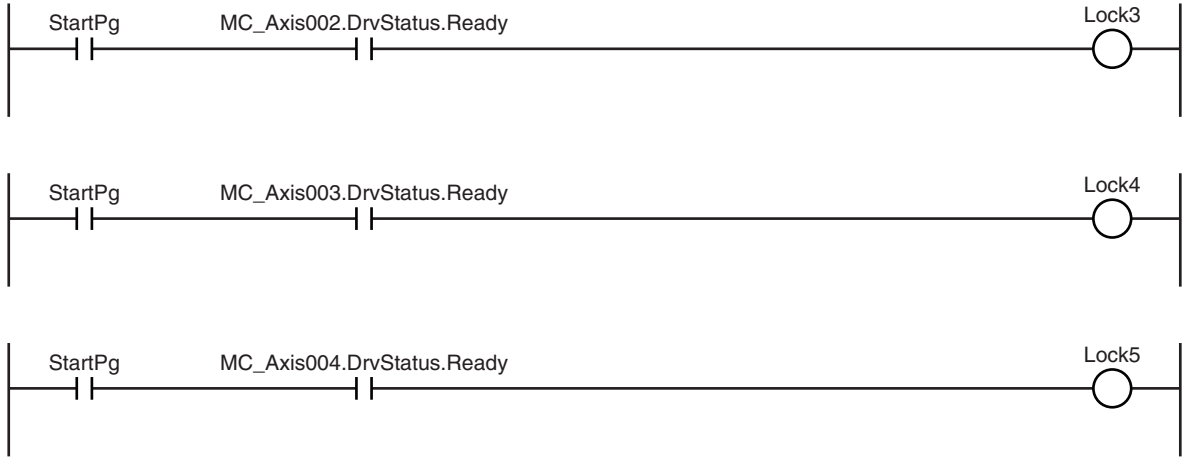 StartPg MC_Axis002.DrvStatus.Ready Lock3
StartPg MC_Axis003.DrvStatus.Ready Lock4
StartPg MC_Axis004.DrvStatus.Ready Lock5